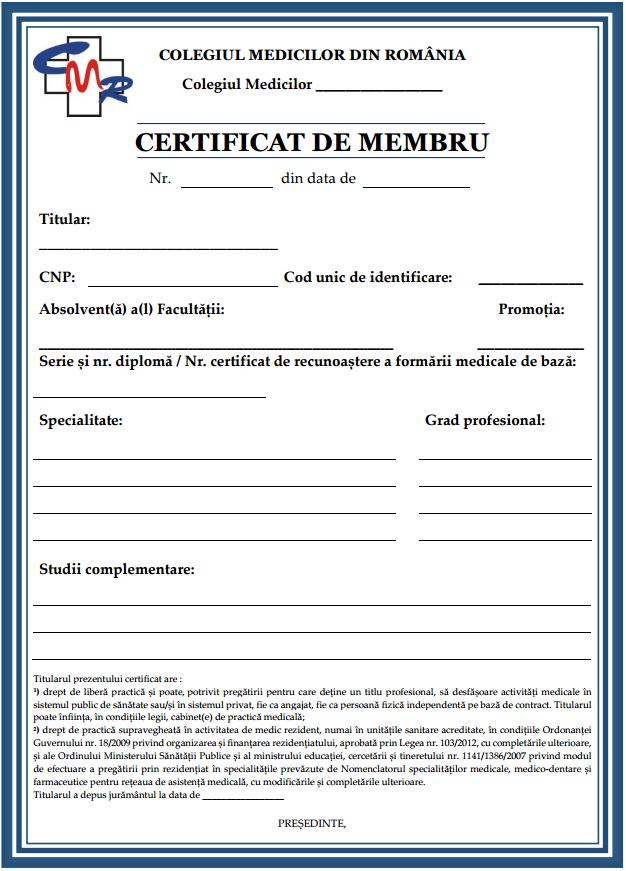 CMR
COLEGIUL MEDICILOR DIN ROMÂNIA
Colegiul Medicilor _________________
CERTIFICAT DE MEMBRU
Nr. ____________ din data de ______________
Titular:
________________________________
CNP: _________________________ Cod unic de identificare: ______________
Absolvent(ă) a(l) Facultății: Promoția:
________________________________________________ ______________
Serie și nr. diplomă / Nr. certificat de recunoaștere a formării medicale de bază:
_______________________________
Specialitate: Grad profesional:
Studii complementare:
Titularul prezentului certificat are :
¹) drept de liberă practică și poate, potrivit pregătirii pentru care deține un titlu profesional, să desfășoare activități medicale în
sistemul public de sănătate sau/și în sistemul privat, fie ca angajat, fie ca persoană fizică independentă pe bază de contract. Titularul
poate înființa, în condițiile legii, cabinet(e) de practică medicală;
²) drept de practică supravegheată în activitatea de medic rezident, numai în unitățile sanitare acreditate, în condițiile Ordonanței
Guvernului nr. 18/2009 privind organizarea și finanțarea rezidențiatului, aprobată prin Legea nr. 103/2012, cu completările ulterioare,
și ale Ordinului Ministerului Sănătății Publice și al ministrului educației, cercetării și tineretului nr. 1141/1386/2007 privind modul
de efectuare a pregătirii prin rezidențiat în specialitățile prevăzute de Nomenclatorul specialităților medicale, medico-dentare și
farmaceutice pentru rețeaua de asistență medicală, cu modificările și completările ulterioare.
Titularul a depus jurământul la data de _________________
PREȘEDINTE,